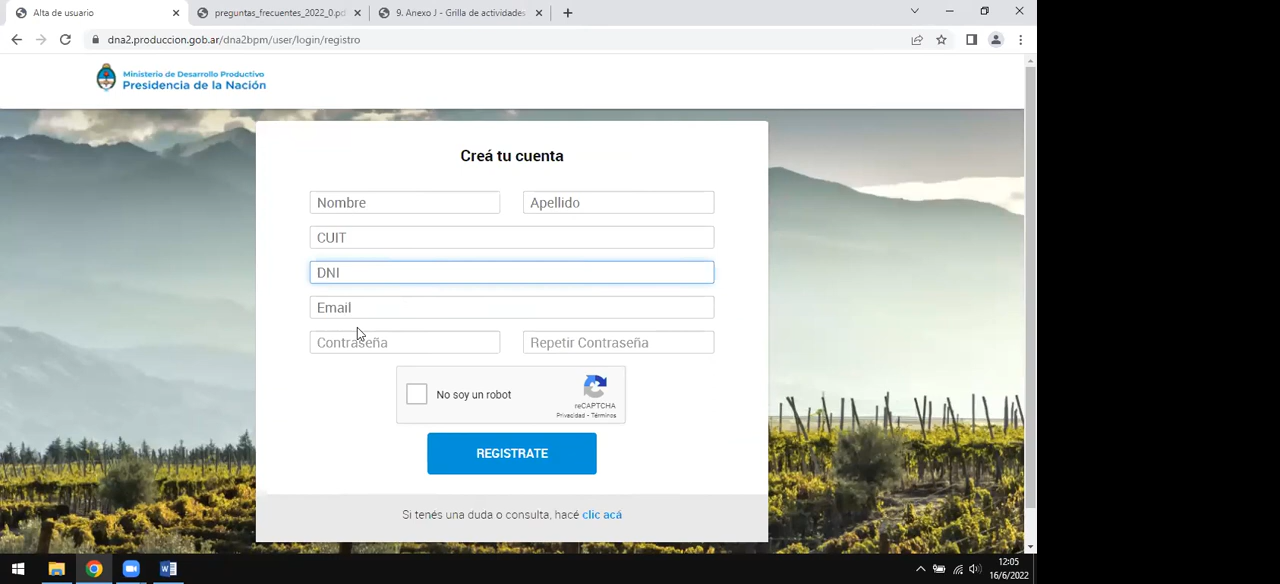 Alta de usuario
preguntas_frecuentes_2022_0.pd
9. Anexo J - Grilla de actividades
dna2.produccion.gob.ar/dna2bpm/user/login/registro
Ministerio de Desarrollo Productivo
Presidencia de la Nación
Creá tu cuenta
Nombre Apellido
CUIT
DNI
Email
Contraseña Repetir Contraseña
No soy un robot
reCAPTCHA
Privacidad - Términos
REGISTRATE
Si tenés una duda o consulta, hacé clic acá
12:05
16/6/2022